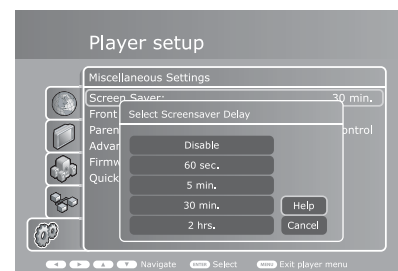 Player setup
Miscellaneous Settings
Screen Saver: 30 min.
Front
Paren ontrol
Advan
Firmw
Quick
Select Screensaver Delay
Disable
60 sec.
5 min.
30 min.
2 hrs.
Help
Cancel
Navigate ENTER Select MENU Exit player menu